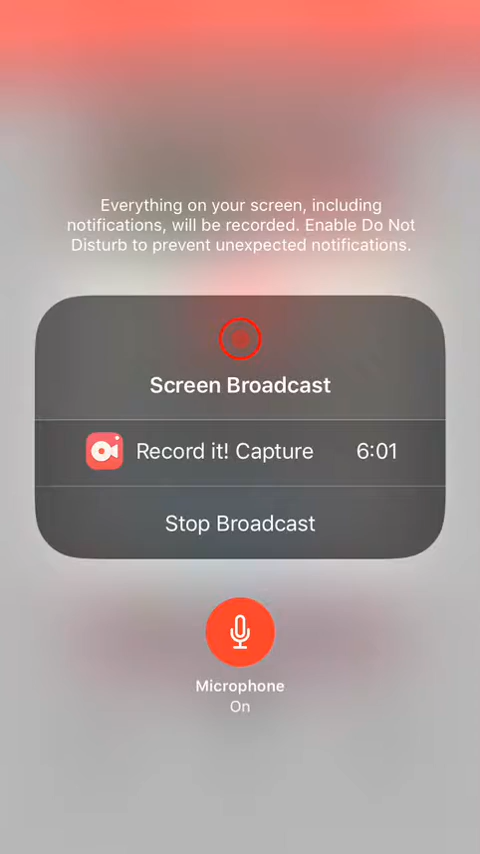 Everything on your screen, including
notifications, will be recorded. Enable Do Not
Disturb to prevent unexpected notifications.
Screen Broadcast
Record it! Capture 6:01
Stop Broadcast
Microphone
On